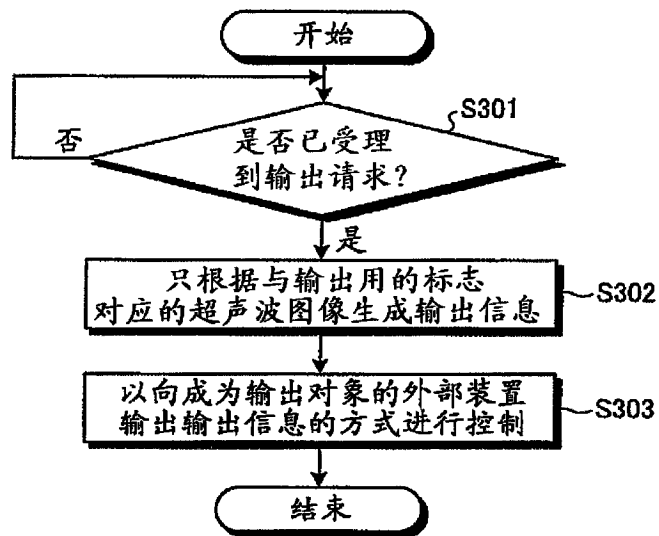 开始
S301
是否已受理
到输出请求?
否
是
只根据与输出用的标志
对应的超声波图像生成输出信息
S302
以向成为输出对象的外部装置
输出输出信息的方式进行控制
S303
结束